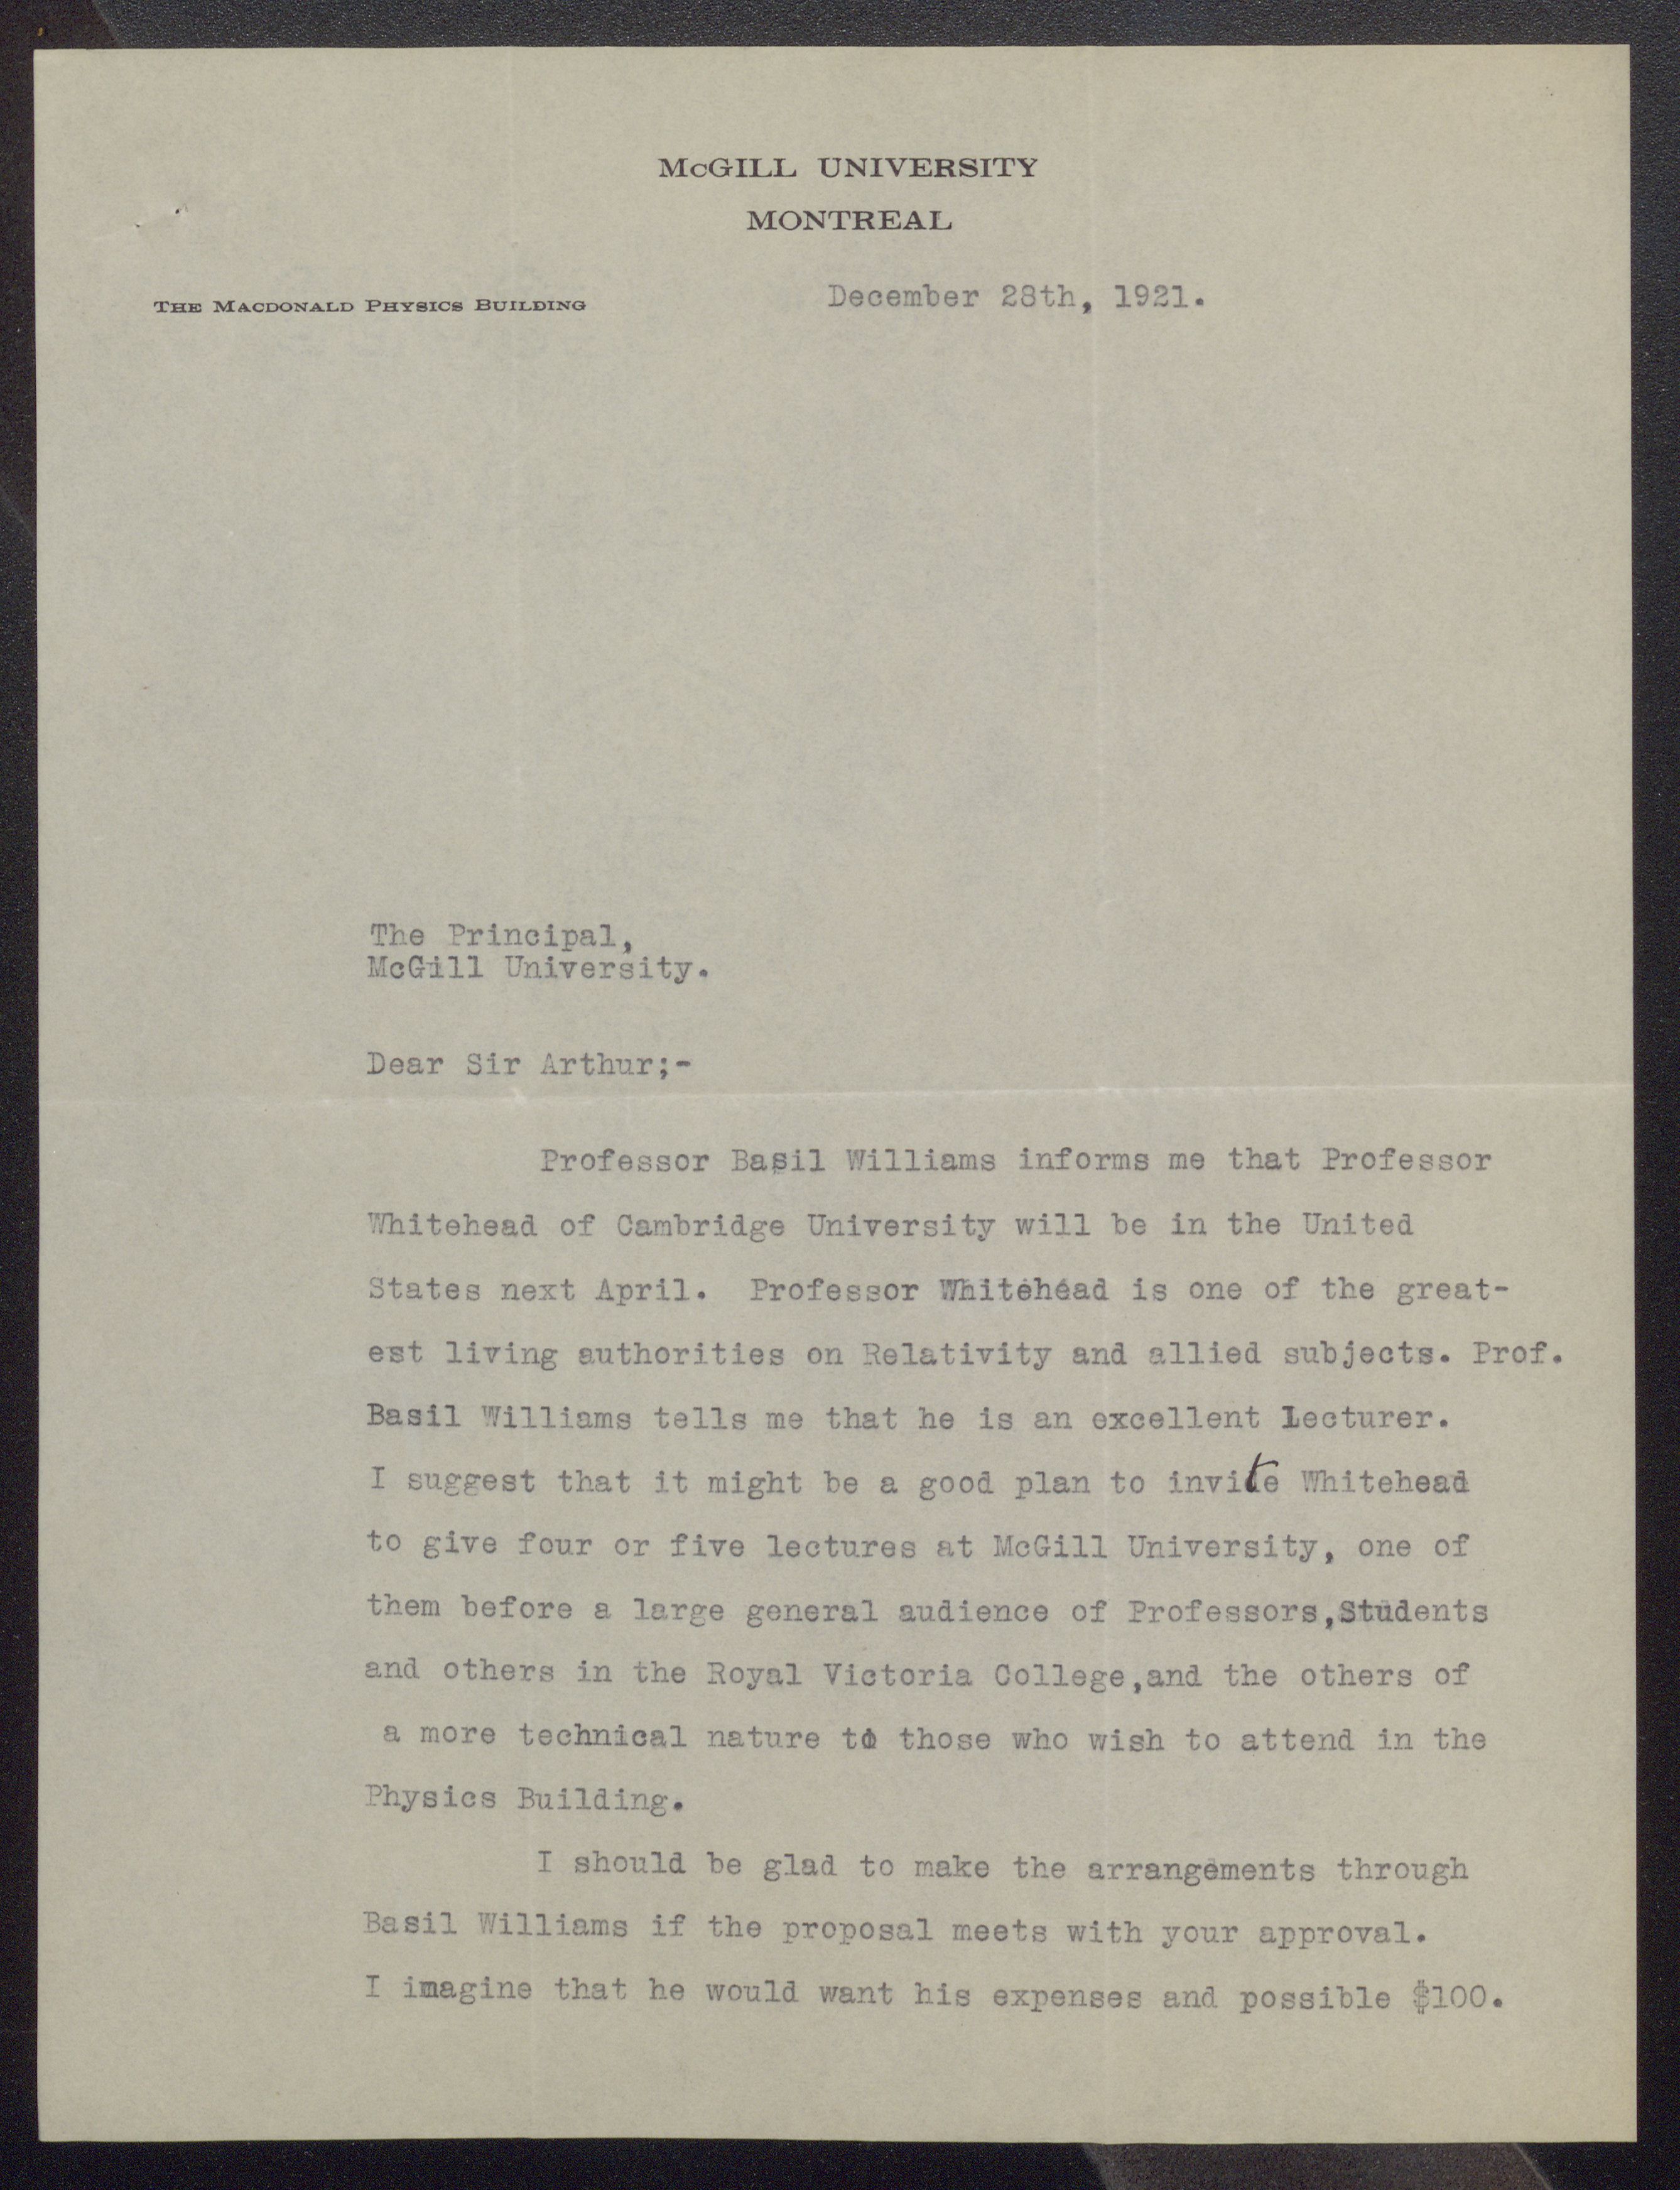 McGILL UNIVERSITY
MONTREAL
THE MACDONALD PHYSICS BUILDING
December 28th, 1921.
The Principal,
McGill University.
Dear Sir Arthur;-
Professor Basil Williams informs me that Professor
Whitehead of Cambridge University will be in the United
States next April. Professor Whitehead is one of the great-
est living authorities on Relativity and allied subjects. Prof.
Basil Williams tells me that he is an excellent Lecturer.
I suggest that it might be a good plan to invite Whitehead
to give four or five lectures at McGill University, one of
them before a large general audience of Professors,Students
and others in the Royal Victoria College,and the others of
a more technical nature to those who wish to attend in the
Physics Building.
I should be glad to make the arrangements through
Basil Williams if the proposal meets with your approval.
I imagine that he would want his expenses and possible $100.